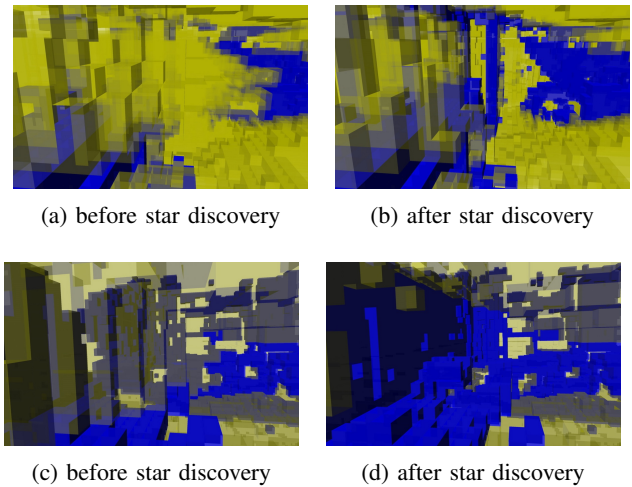 (a) before star discovery
(b) after star discovery
(c) before star discovery
(d) after star discovery